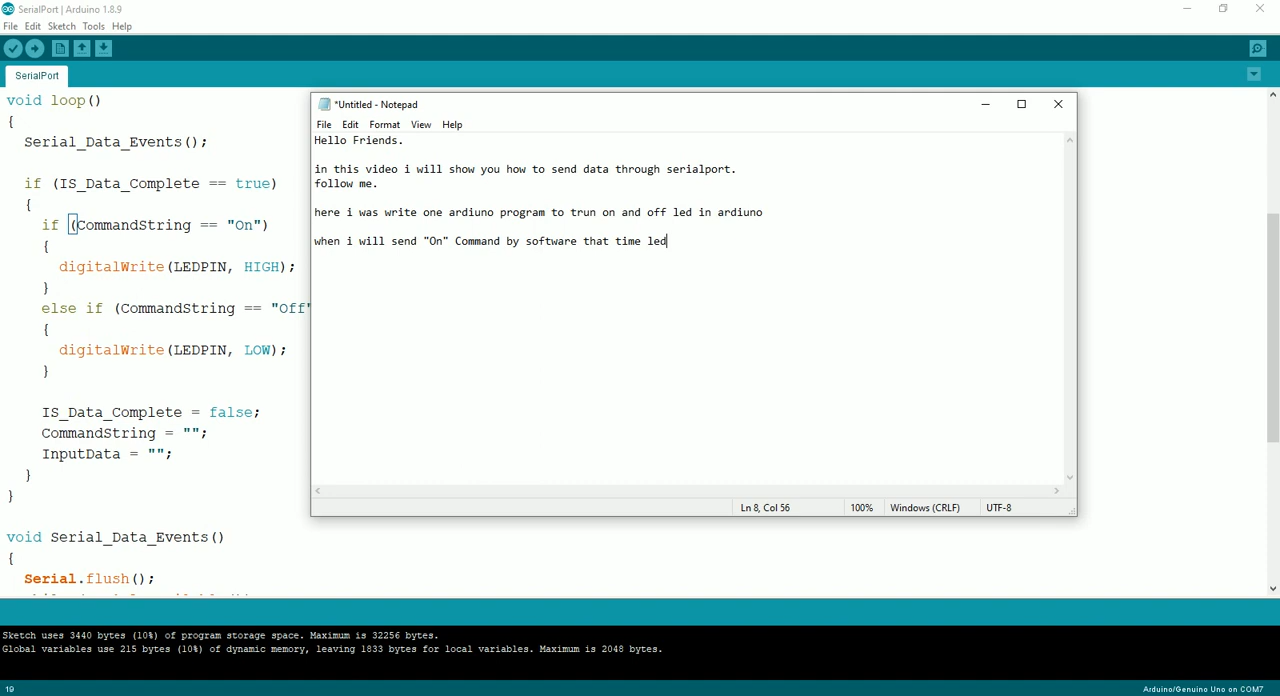 SerialPort | Arduino 1.8.9
File Edit Sketch Tools Help
SerialPort
void loop()
{
Serial_Data_Events();
if (IS_Data_Complete == true)
{
if (CommandString == "On")
{
digitalWrite(LEDPIN, HIGH);
}
else if (CommandString == "Off"
{
digitalWrite(LEDPIN, LOW);
}
IS_Data_Complete = false;
CommandString = "";
InputData = "";
}
}
void Serial_Data_Events()
{
Serial.flush();
*Untitled - Notepad
File Edit Format View Help
Hello Friends.
in this video i will show you how to send data through serialport.
follow me.
here i was write one ardiuno program to trun on and off led in ardiuno
when i will send "On" Command by software that time led
Ln 8, Col 56 100% Windows (CRLF) UTF-8
Sketch uses 3440 bytes (10%) of program storage space. Maximum is 32256 bytes.
Global variables use 215 bytes (10%) of dynamic memory, leaving 1833 bytes for local variables. Maximum is 2048 bytes.
19 Arduino/Genuino Uno on COM7